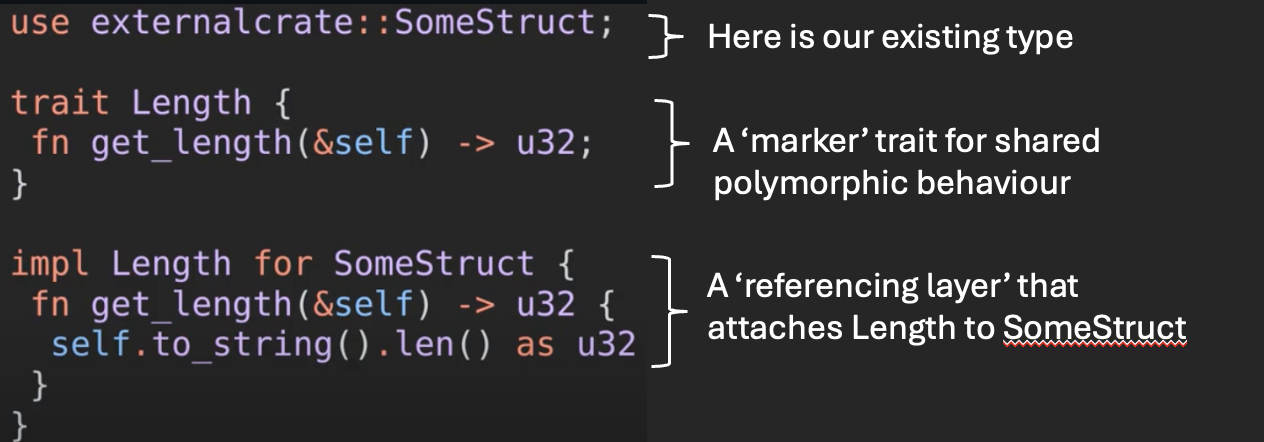 use externalcrate::SomeStruct;
Here is our existing type
trait Length {
fn get_length(&self) -> u32;
}
A ‘marker’ trait for shared
polymorphic behaviour
impl Length for SomeStruct {
fn get_length(&self) -> u32 {
self.to_string().len() as u32
}
}
A ‘referencing layer’ that
attaches Length to SomeStruct